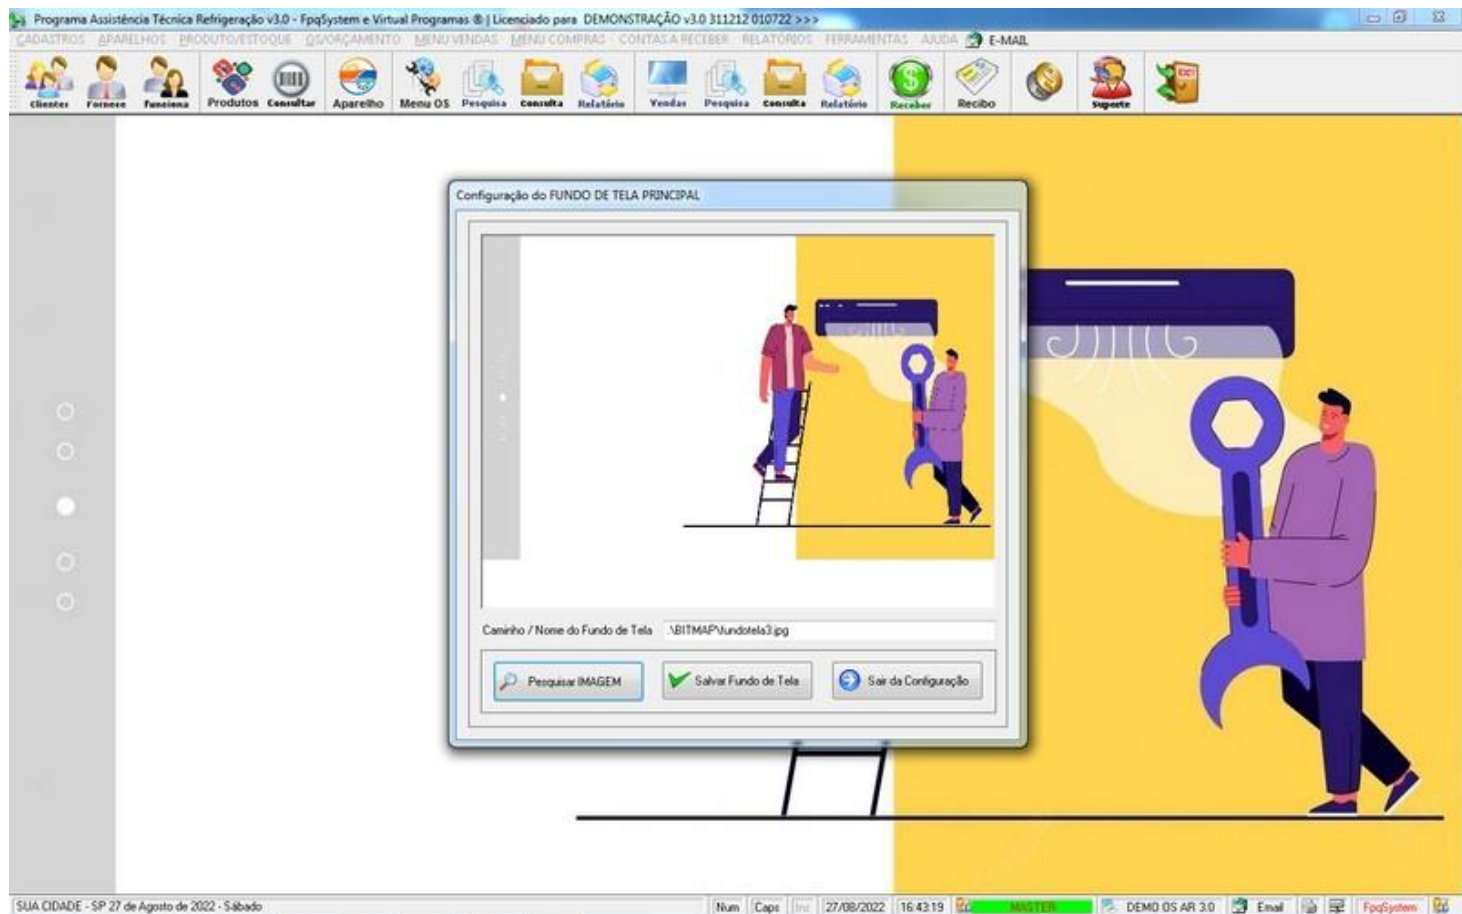 Programa Assistência Técnica Refrigeração v3.0 - FpqSystem e Virtual Programas ® | Licenciado para DEMONSTRAÇÃO v3.0 311212 010722 >>>
CADASTROS APARELHOS PRODUTO/ESTOQUE OS/ORÇAMENTO MENU VENDAS MENU COMPRAS CONTAS A RECEBER RELATÓRIOS FERRAMENTAS AJUDA E-MAIL
Clientes Fornece Funciona Produtos Consultar Aparelho Menu OS Pesquisa Consulta Relatório Vendas Pesquisa Consulta Relatório Receber Recibo Suporte EXIT
Configuração do FUNDO DE TELA PRINCIPAL
Caminho / Nome do Fundo de Tela .\BITMAP\fundotela3.jpg
Pesquisar IMAGEM Salvar Fundo de Tela Sair da Configuração
SUA CIDADE - SP 27 de Agosto de 2022 - Sábado Num Caps Ins 27/08/2022 16:43:19 MASTER DEMO OS AR 3.0 Email FpqSystem